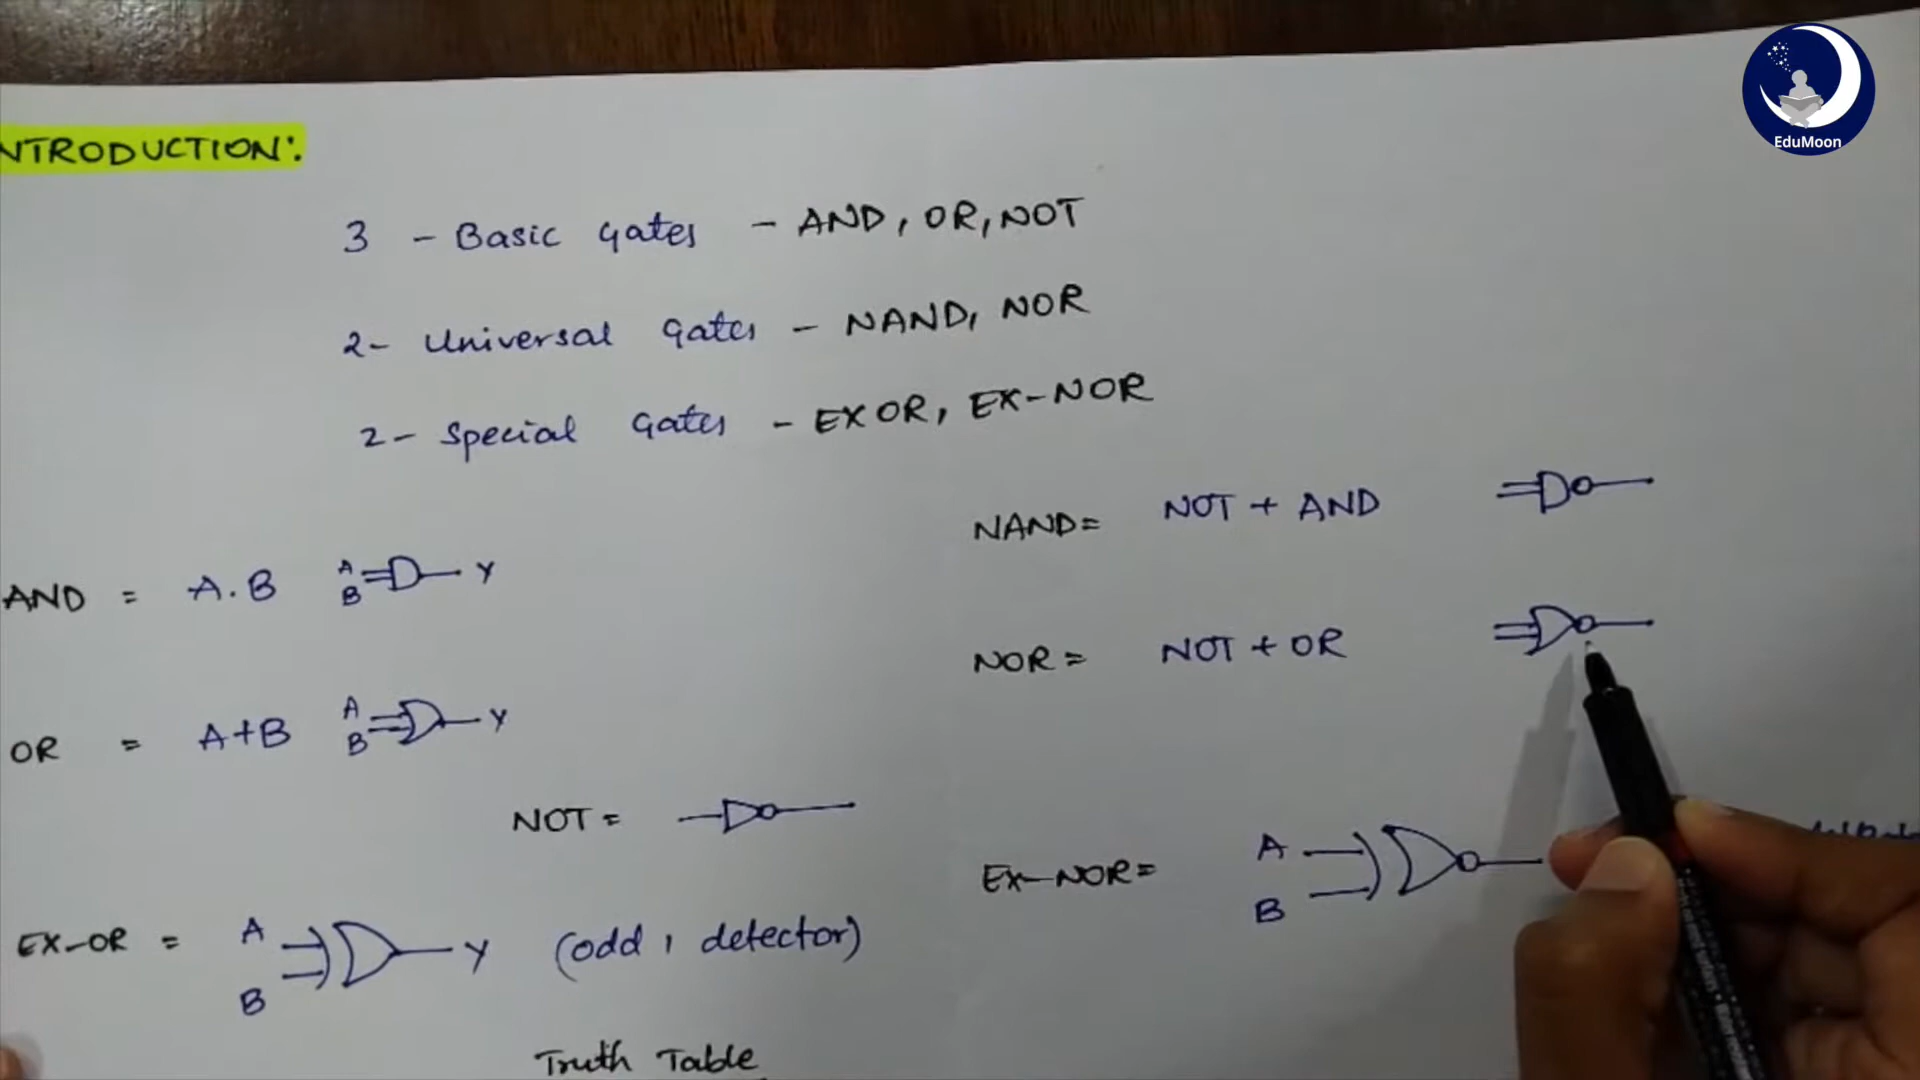 EduMoon
NTRODUCTION:
3 - Basic Gates - AND, OR, NOT
2- Universal Gates - NAND, NOR
2- Special Gates - EXOR, EX-NOR
NAND= NOT + AND
AND = A.B A B Y
NOR = NOT + OR
OR = A+B A B Y
NOT =
EX-NOR= A B
EX-OR = A B Y (odd 1 detector)
Truth Table